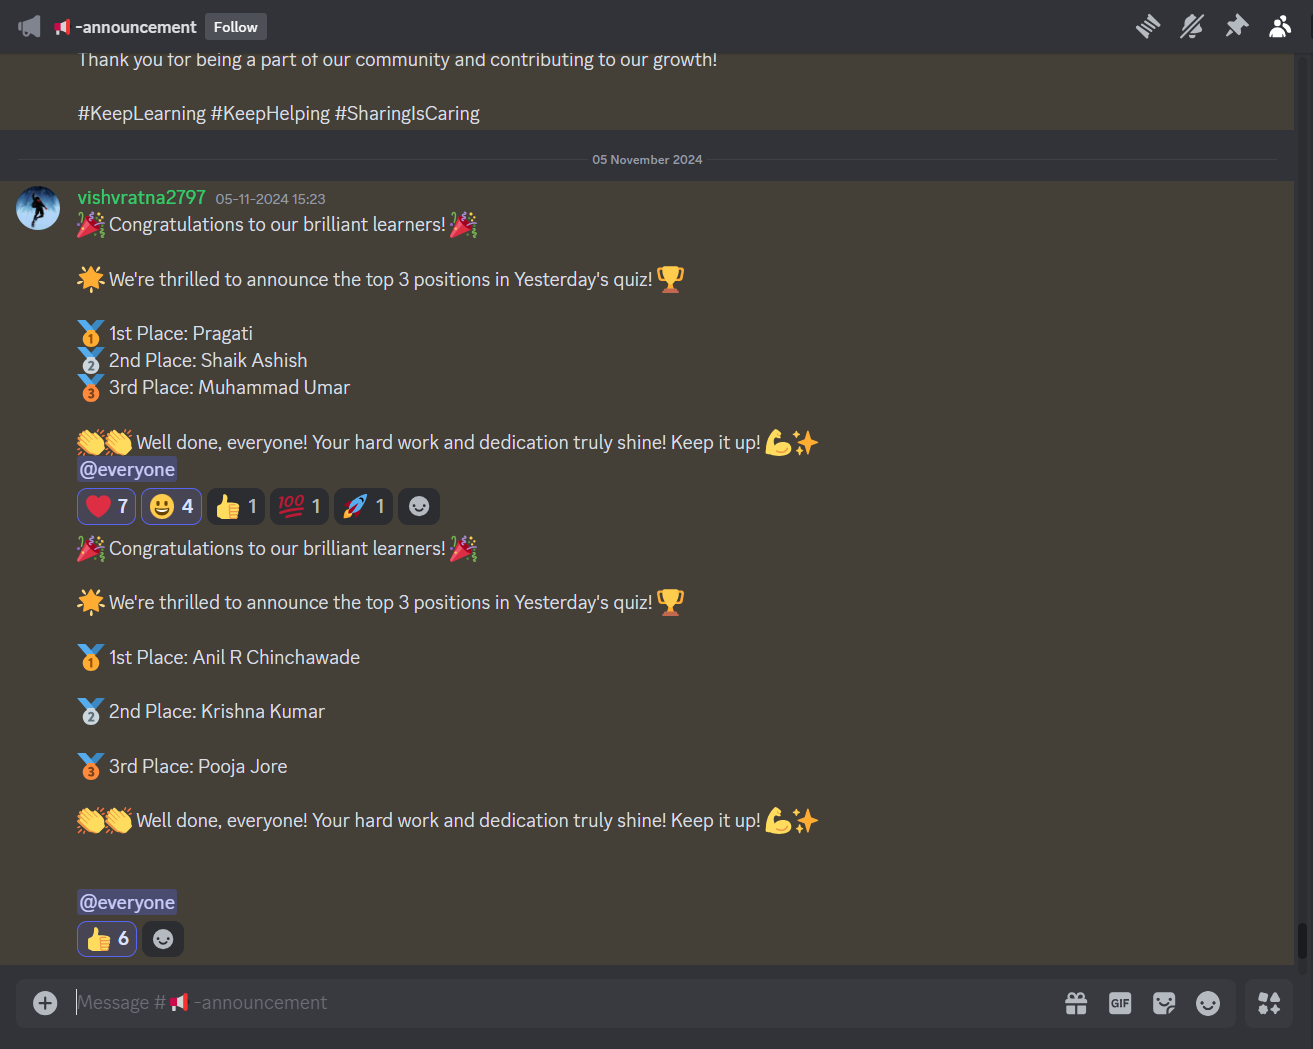 -announcement Follow
Thank you for being a part of our community and contributing to our growth!
#KeepLearning #KeepHelping #SharingIsCaring
05 November 2024
vishvratna2797 05-11-2024 15:23
🎉 Congratulations to our brilliant learners! 🎉
🌟 We're thrilled to announce the top 3 positions in Yesterday's quiz! 🏆
🥇 1st Place: Pragati
🥈 2nd Place: Shaik Ashish
🥉 3rd Place: Muhammad Umar
👏👏 Well done, everyone! Your hard work and dedication truly shine! Keep it up! 💪✨
@everyone
❤️ 7 😃 4 👍 1 💯 1 🚀 1
🎉 Congratulations to our brilliant learners! 🎉
🌟 We're thrilled to announce the top 3 positions in Yesterday's quiz! 🏆
🥇 1st Place: Anil R Chinchawade
🥈 2nd Place: Krishna Kumar
🥉 3rd Place: Pooja Jore
👏👏 Well done, everyone! Your hard work and dedication truly shine! Keep it up! 💪✨
@everyone
👍 6
Message #📢-announcement GIF